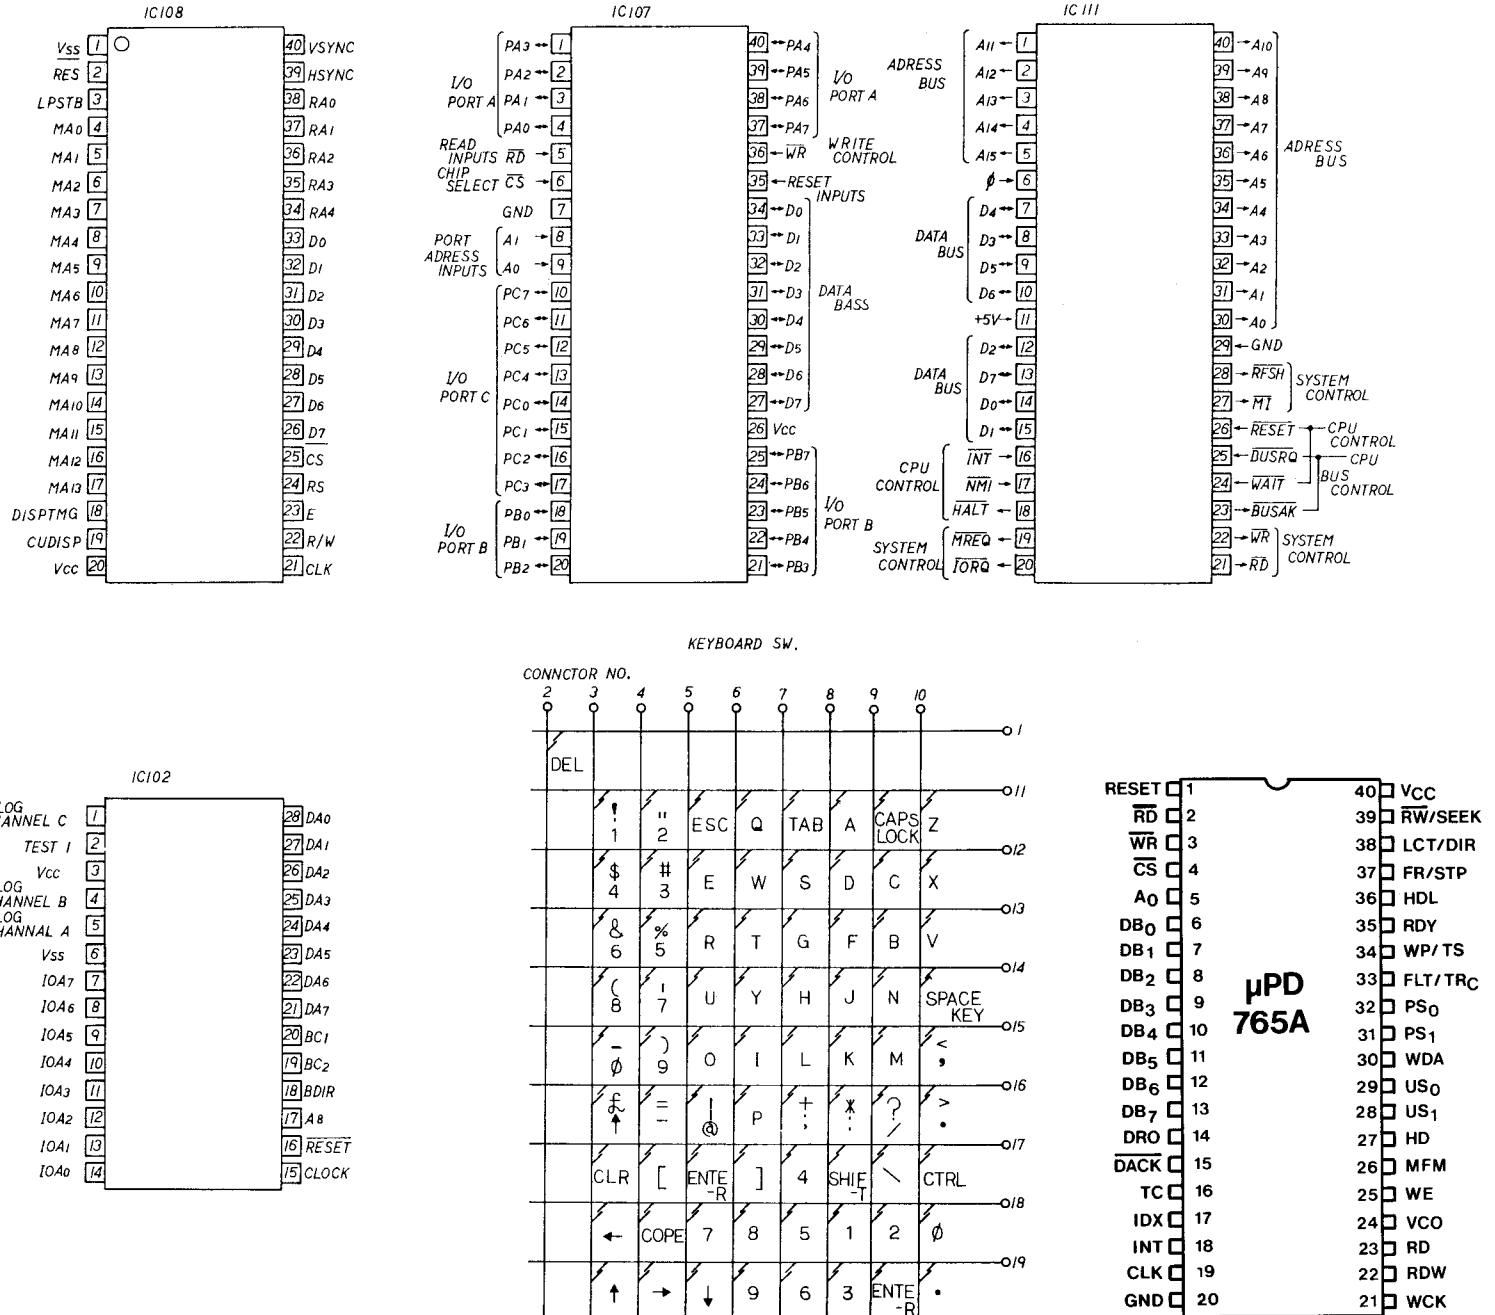 IC108
Vss 1 40 VSYNC
RES 2 39 HSYNC
LPSTB 3 38 RA0
MA0 4 37 RA1
MA1 5 36 RA2
MA2 6 35 RA3
MA3 7 34 RA4
MA4 8 33 D0
MA5 9 32 D1
MA6 10 31 D2
MA7 11 30 D3
MA8 12 29 D4
MA9 13 28 D5
MA10 14 27 D6
MA11 15 26 D7
MA12 16 25 CS
MA13 17 24 RS
DISPTMG 18 23 E
CUDISP 19 22 R/W
Vcc 20 21 CLK
IC107
I/O
PORT A
READ
INPUTS
CHIP
SELECT
PORT
ADRESS
INPUTS
I/O
PORT C
I/O
PORT B
PA3 ↔ 1 40 ↔ PA4
PA2 ↔ 2 39 ↔ PA5
PA1 ↔ 3 38 ↔ PA6
PA0 ↔ 4 37 ↔ PA7
RD → 5 36 ← WR
CS → 6 35 ← RESET
GND 7 34 ↔ D0
A1 → 8 33 ↔ D1
A0 → 9 32 ↔ D2
PC7 ↔ 10 31 ↔ D3
PC6 ↔ 11 30 ↔ D4
PC5 ↔ 12 29 ↔ D5
PC4 ↔ 13 28 ↔ D6
PC0 ↔ 14 27 ↔ D7
PC1 ↔ 15 26 Vcc
PC2 ↔ 16 25 ↔ PB7
PC3 ↔ 17 24 ↔ PB6
PB0 ↔ 18 23 ↔ PB5
PB1 ↔ 19 22 ↔ PB4
PB2 ↔ 20 21 ↔ PB3
I/O
PORT A
WRITE
CONTROL
INPUTS
DATA
BASS
I/O
PORT B
IC111
ADRESS
BUS
DATA
BUS
DATA
BUS
CPU
CONTROL
SYSTEM
CONTROL
A11 ← 1 40 → A10
A12 ← 2 39 → A9
A13 ← 3 38 → A8
A14 ← 4 37 → A7
A15 ← 5 36 → A6
ø → 6 35 → A5
D4 ↔ 7 34 → A4
D3 ↔ 8 33 → A3
D5 ↔ 9 32 → A2
D6 ↔ 10 31 → A1
+5V 11 30 → A0
D2 ↔ 12 29 ← GND
D7 ↔ 13 28 → RFSH
D0 ↔ 14 27 → M1
D1 ↔ 15 26 ← RESET
INT → 16 25 ← DUSRQ
NMI → 17 24 ← WAIT
HALT ← 18 23 → BUSAK
MREQ ← 19 22 → WR
IORQ ← 20 21 → RD
ADRESS
BUS
SYSTEM
CONTROL
CPU
CONTROL
CPU
BUS
CONTROL
SYSTEM
CONTROL
KEYBOARD SW.
CONNCTOR NO.
2 3 4 5 6 7 8 9 10
1
DEL
11
! 1 " 2 ESC Q TAB A CAPS LOCK Z
12
$ 4 # 3 E W S D C X
13
& 6 % 5 R T G F B V
14
( 8 ' 7 U Y H J N SPACE KEY
15
_ 0 ) 9 O I L K M < ,
16
£ ↑ = - | @ P + ; * : ? / > .
17
CLR [ ENTE-R ] 4 SHIF-T \ CTRL
18
← COPE 7 8 5 1 2 0
19
↑ → ↓ 9 6 3 ENTE-R .
IC102
LOG
ANNEL C 1 28 DA0
TEST 1 2 27 DA1
Vcc 3 26 DA2
LOG
ANNEL B 4 25 DA3
LOG
HANNAL A 5 24 DA4
Vss 6 23 DA5
IOA7 7 22 DA6
IOA6 8 21 DA7
IOA5 9 20 BC1
IOA4 10 19 BC2
IOA3 11 18 BDIR
IOA2 12 17 A8
IOA1 13 16 RESET
IOA0 14 15 CLOCK
µPD
765A
RESET 1 40 VCC
RD 2 39 RW/SEEK
WR 3 38 LCT/DIR
CS 4 37 FR/STP
A0 5 36 HDL
DB0 6 35 RDY
DB1 7 34 WP/TS
DB2 8 33 FLT/TRC
DB3 9 32 PS0
DB4 10 31 PS1
DB5 11 30 WDA
DB6 12 29 US0
DB7 13 28 US1
DRO 14 27 HD
DACK 15 26 MFM
TC 16 25 WE
IDX 17 24 VCO
INT 18 23 RD
CLK 19 22 RDW
GND 20 21 WCK